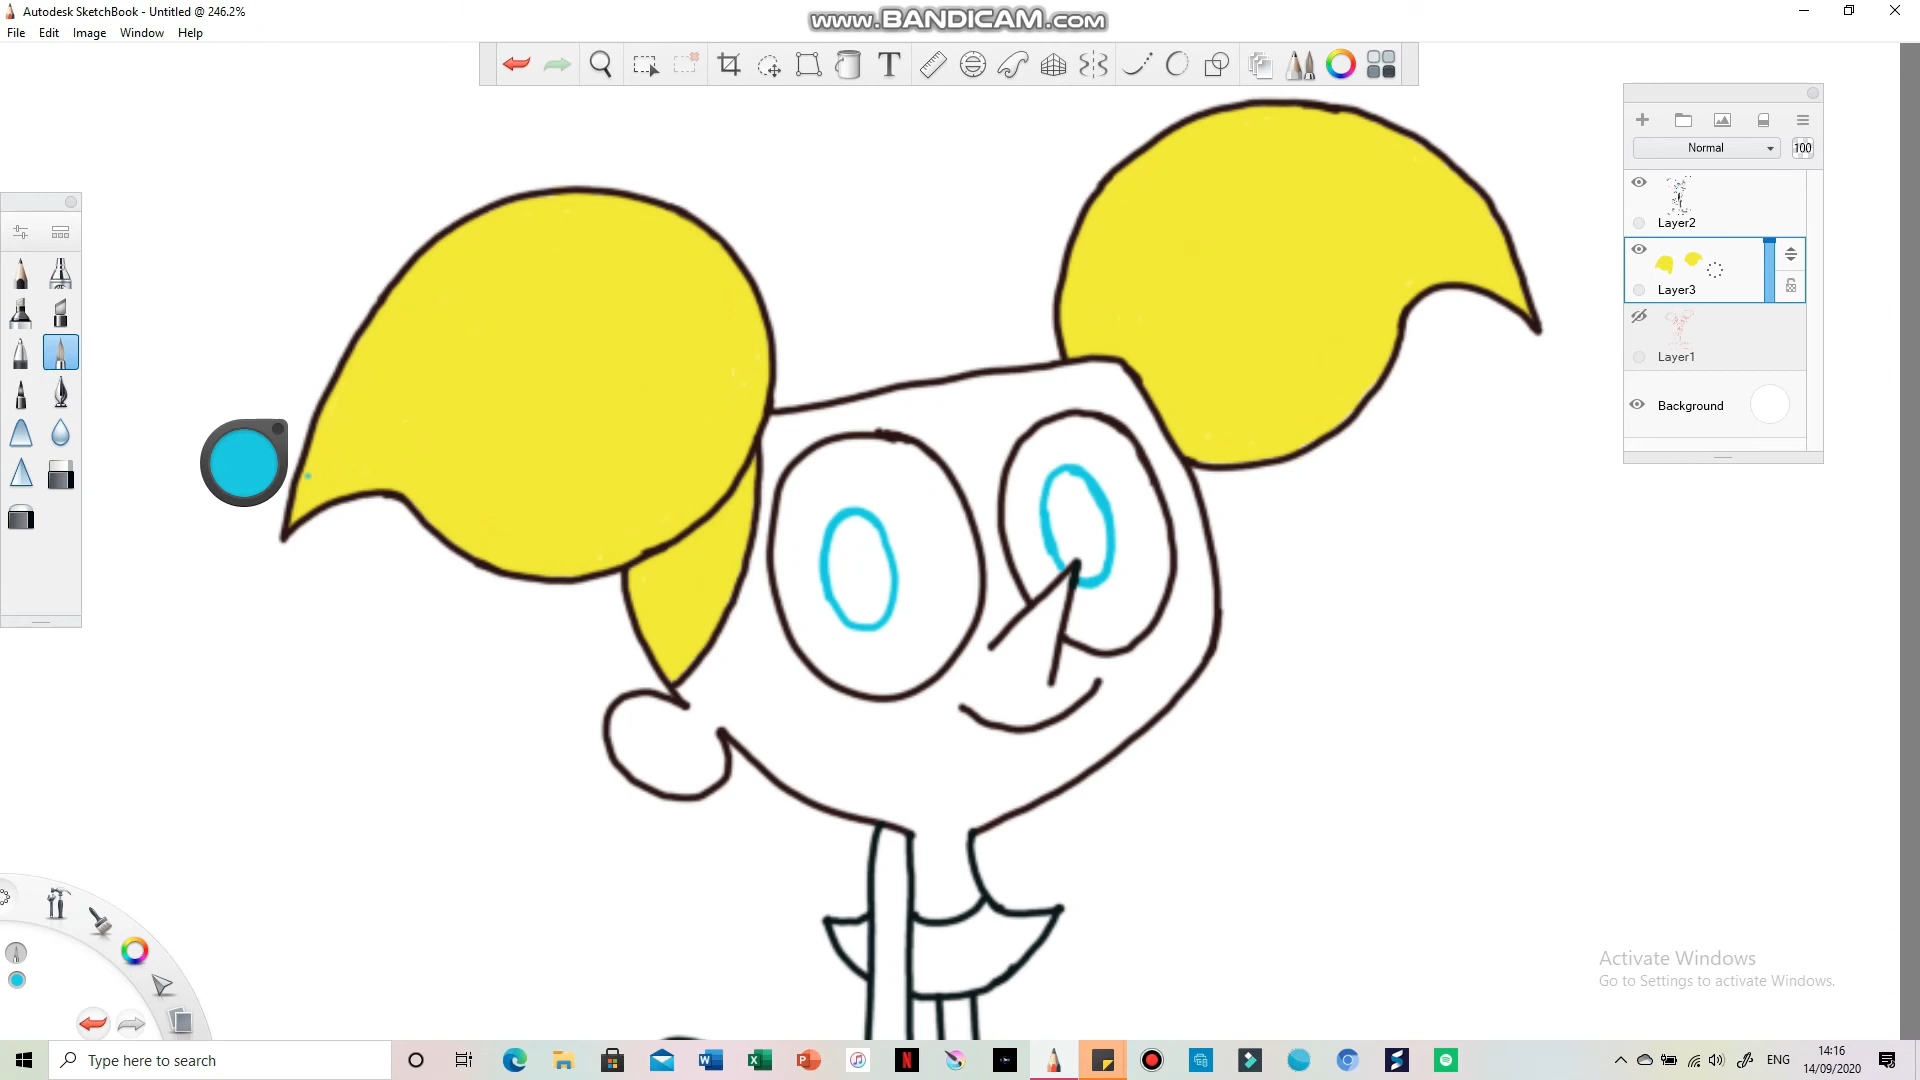 Autodesk SketchBook - Untitled @ 246.2%
www.BANDICAM.com
File Edit Image Window Help
T
Normal 100
Layer2
Layer3
Layer1
Background
Activate Windows
Go to Settings to activate Windows.
Type here to search
ENG
14:16
14/09/2020